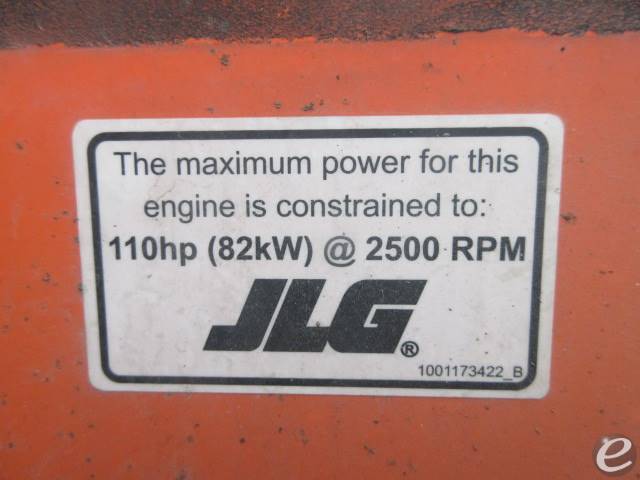 The maximum power for this
engine is constrained to:
110hp (82kW) @ 2500 RPM
JLG®
1001173422_B
e